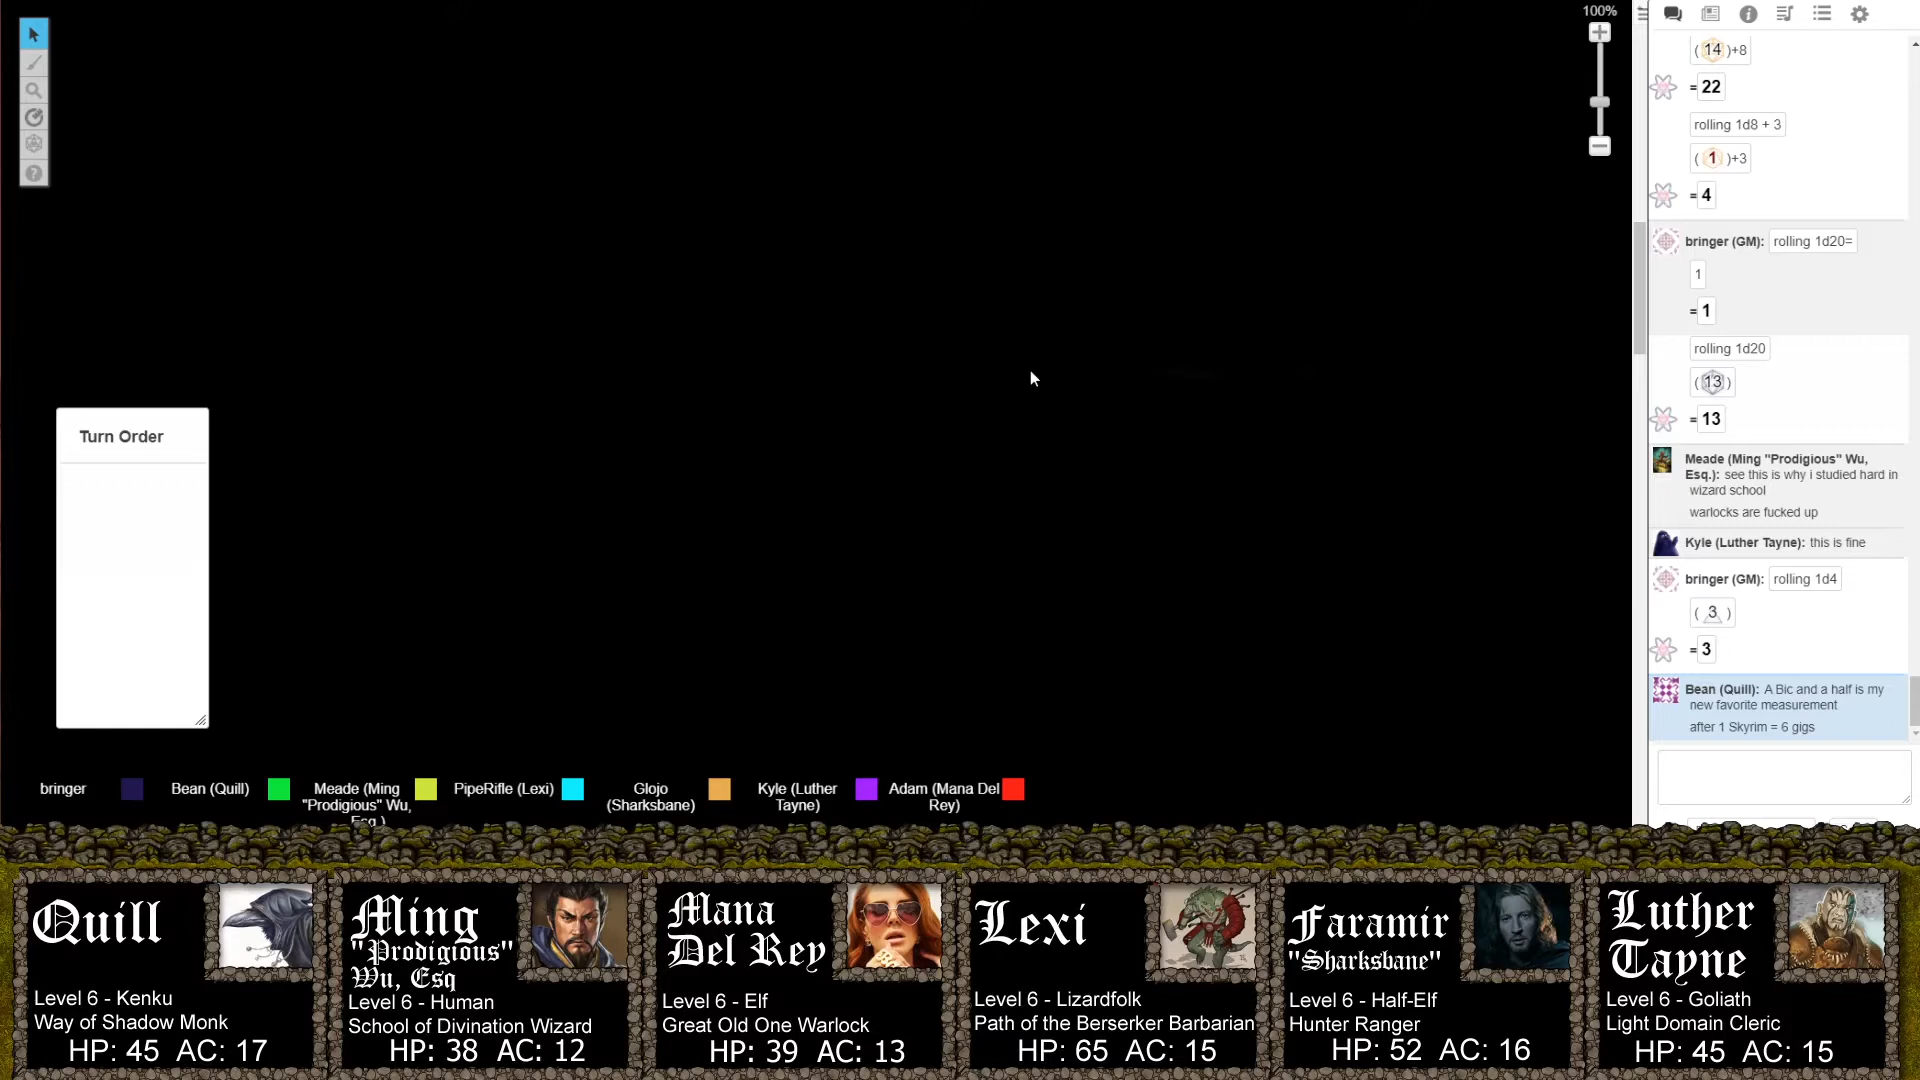 100%
(14)+8
=22
rolling 1d8 + 3
(1)+3
=4
bringer (GM): rolling 1d20=
1
=1
rolling 1d20
(13)
=13
Meade (Ming "Prodigious" Wu,
Esq.): see this is why i studied hard in
wizard school
warlocks are fucked up
Kyle (Luther Tayne): this is fine
bringer (GM): rolling 1d4
(3)
=3
Bean (Quill): A Bic and a half is my
new favorite measurement
after 1 Skyrim = 6 gigs
Turn Order
bringer
Bean (Quill)
Meade (Ming
"Prodigious" Wu,
Esq.)
PipeRifle (Lexi)
Glojo
(Sharksbane)
Kyle (Luther
Tayne)
Adam (Mana Del
Rey)
Quill
Level 6 - Kenku
Way of Shadow Monk
HP: 45 AC: 17
Ming
"Prodigious"
Wu, Esq
Level 6 - Human
School of Divination Wizard
HP: 38 AC: 12
Mana
Del Rey
Level 6 - Elf
Great Old One Warlock
HP: 39 AC: 13
Lexi
Level 6 - Lizardfolk
Path of the Berserker Barbarian
HP: 65 AC: 15
Faramir
"Sharksbane"
Level 6 - Half-Elf
Hunter Ranger
HP: 52 AC: 16
Luther
Tayne
Level 6 - Goliath
Light Domain Cleric
HP: 45 AC: 15